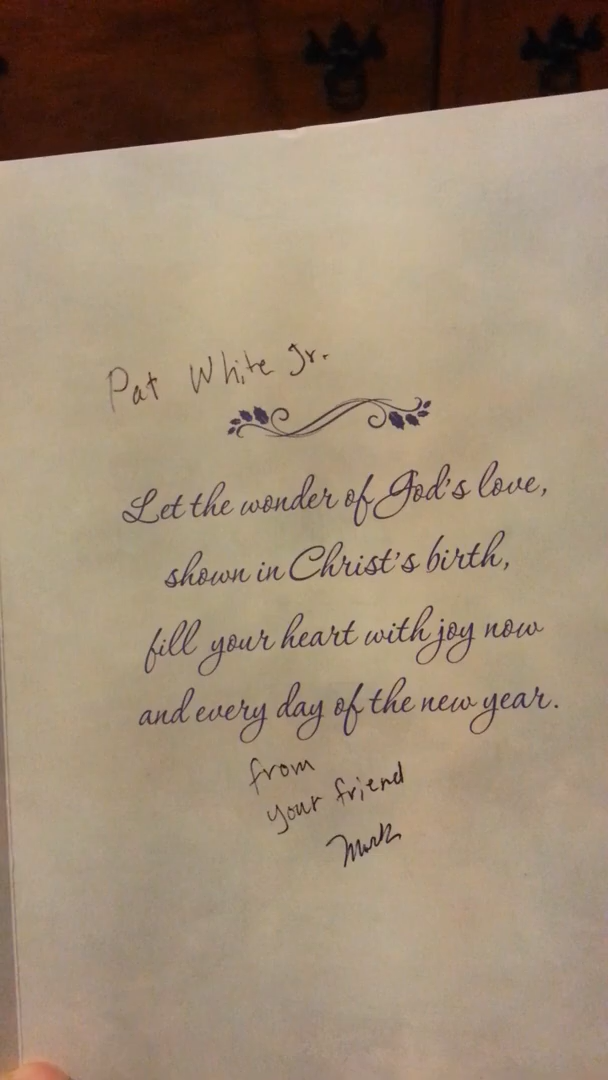 Pat White Jr.
Let the wonder of God's love,
shown in Christ's birth,
fill your heart with joy now
and every day of the new year.
from
your friend
Mark